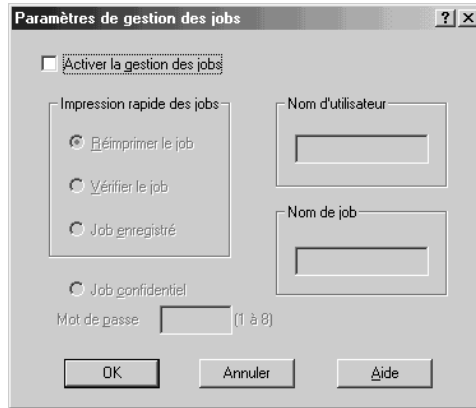 Paramètres de gestion des jobs
Activer la gestion des jobs
Impression rapide des jobs
Réimprimer le job
Vérifier le job
Job enregistré
Nom d'utilisateur
Nom de job
Job confidentiel
Mot de passe (1 à 8)
OK Annuler Aide